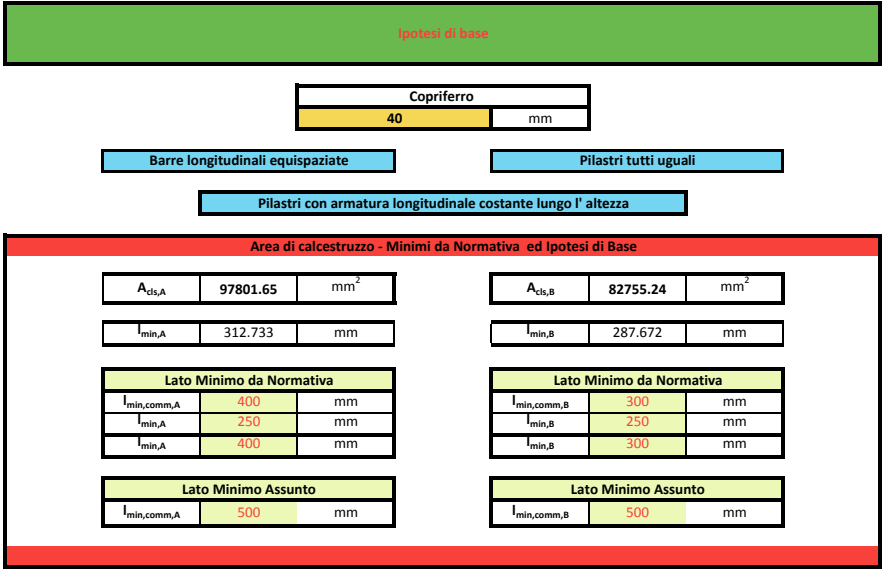 Ipotesi di base
Copriferro
40 mm
Barre longitudinali equispaziate Pilastri tutti uguali
Pilastri con armatura longitudinale costante lungo l' altezza
Area di calcestruzzo - Minimi da Normativa ed Ipotesi di Base
Acls,A 97801.65 mm2 Acls,B 82755.24 mm2
lmin,A 312.733 mm lmin,B 287.672 mm
Lato Minimo da Normativa Lato Minimo da Normativa
lmin,comm,A 400 mm lmin,comm,B 300 mm
lmin,A 250 mm lmin,B 250 mm
lmin,A 400 mm lmin,B 300 mm
Lato Minimo Assunto Lato Minimo Assunto
lmin,comm,A 500 mm lmin,comm,B 500 mm